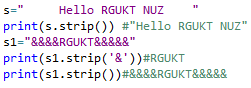 s="     Hello RGUKT NUZ    "
print(s.strip()) #"Hello RGUKT NUZ"
s1="&&&&RGUKT&&&&&"
print(s1.strip('&'))#RGUKT
print(s1.strip())#&&&&RGUKT&&&&&